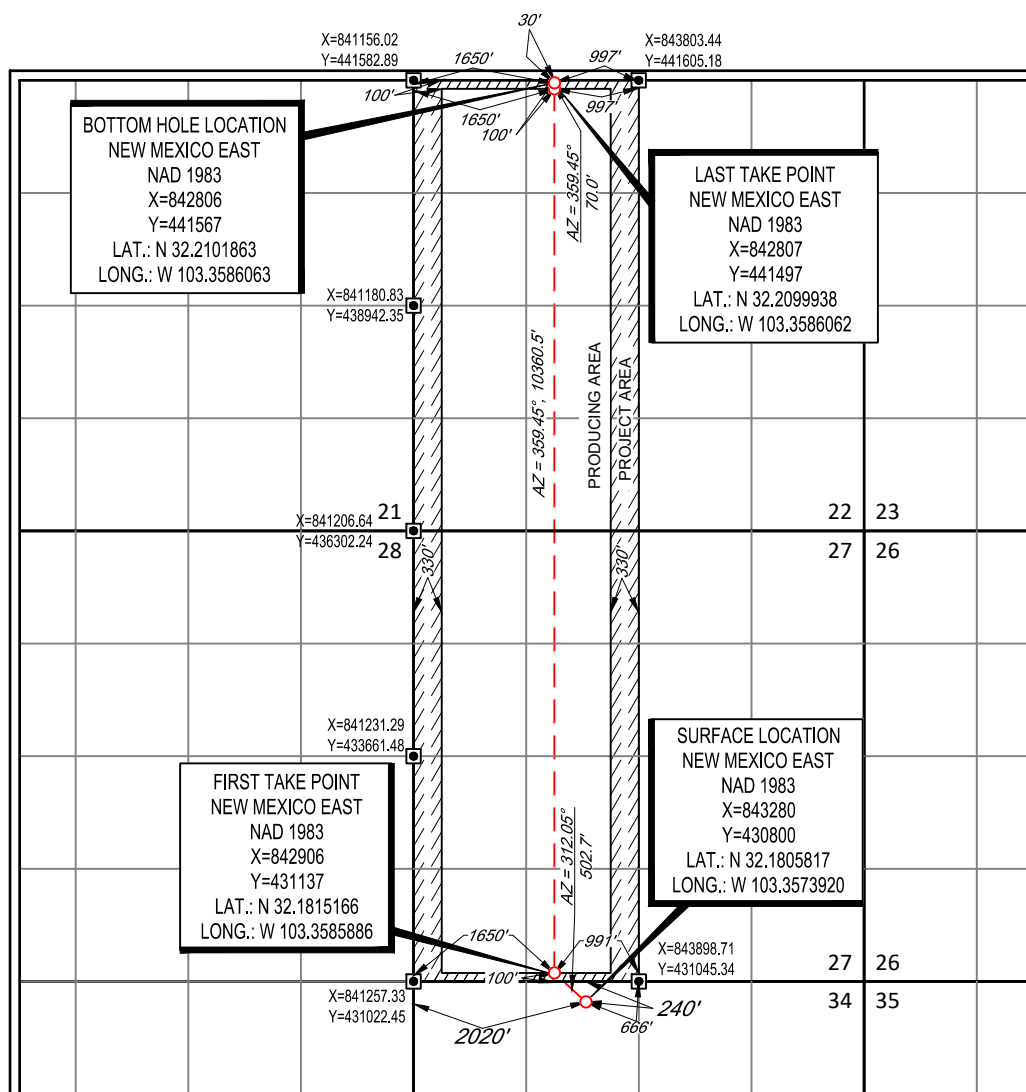 30'
X=841156.02
Y=441582.89
1650'
997'
X=843803.44
Y=441605.18
100'
1650'
997'
100'
BOTTOM HOLE LOCATION
NEW MEXICO EAST
NAD 1983
X=842806
Y=441567
LAT.: N 32.2101863
LONG.: W 103.3586063
AZ = 359.45°
70.0'
LAST TAKE POINT
NEW MEXICO EAST
NAD 1983
X=842807
Y=441497
LAT.: N 32.2099938
LONG.: W 103.3586062
X=841180.83
Y=438942.35
AZ = 359.45°, 10360.5'
PRODUCING AREA
PROJECT AREA
X=841206.64
Y=436302.24
21
28
22 23
27 26
330'
330'
X=841231.29
Y=433661.48
FIRST TAKE POINT
NEW MEXICO EAST
NAD 1983
X=842906
Y=431137
LAT.: N 32.1815166
LONG.: W 103.3585886
AZ = 312.05°
502.7'
SURFACE LOCATION
NEW MEXICO EAST
NAD 1983
X=843280
Y=430800
LAT.: N 32.1805817
LONG.: W 103.3573920
1650'
991'
100'
X=843898.71
Y=431045.34
27 26
34 35
X=841257.33
Y=431022.45
2020'
240'
666'